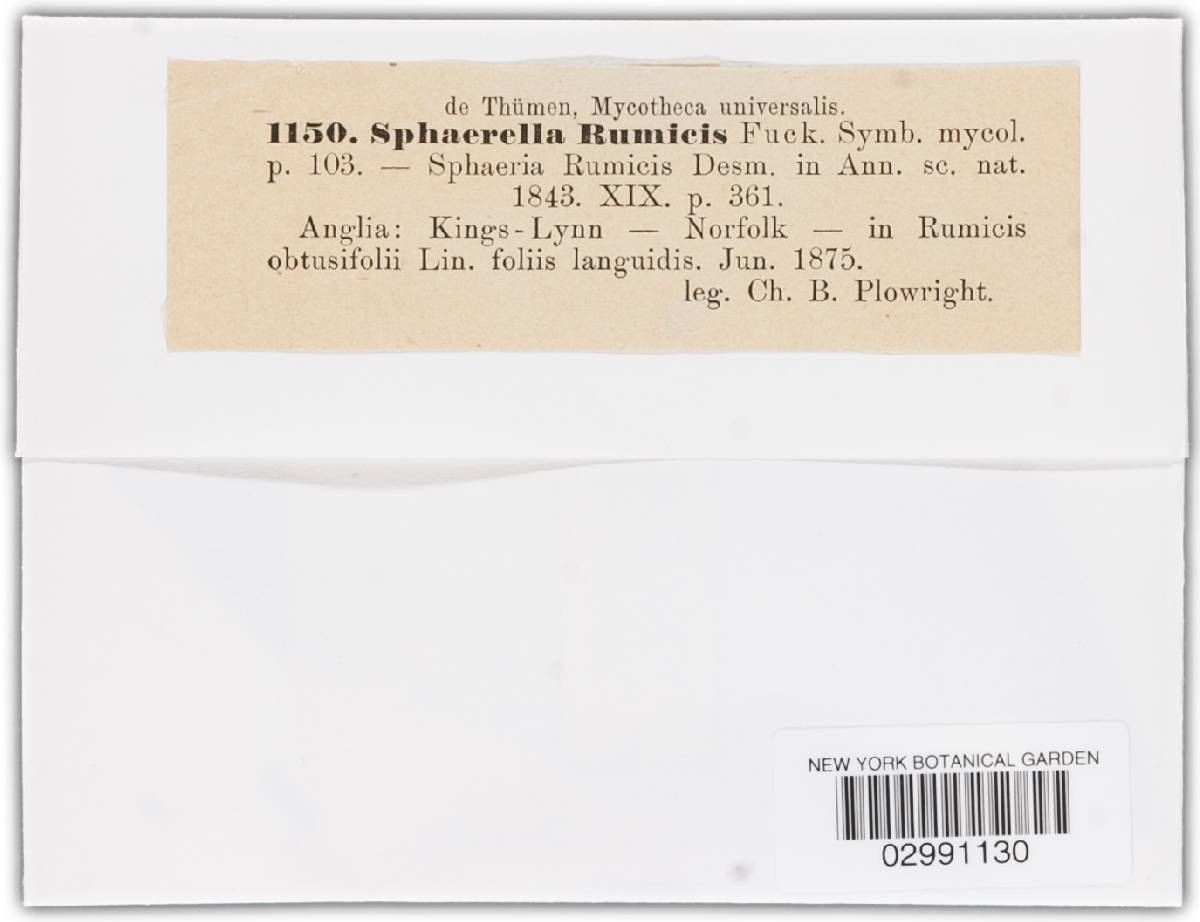 de Thümen, Mycotheca universalis.
1150. Sphaerella Rumicis Fuck. Symb. mycol.
p. 103. — Sphaeria Rumicis Desm. in Ann. sc. nat.
1843. XIX. p. 361.
Anglia: Kings-Lynn — Norfolk — in Rumicis
obtusifolii Lin. foliis languidis. Jun. 1875.
leg. Ch. B. Plowright.
NEW YORK BOTANICAL GARDEN
02991130